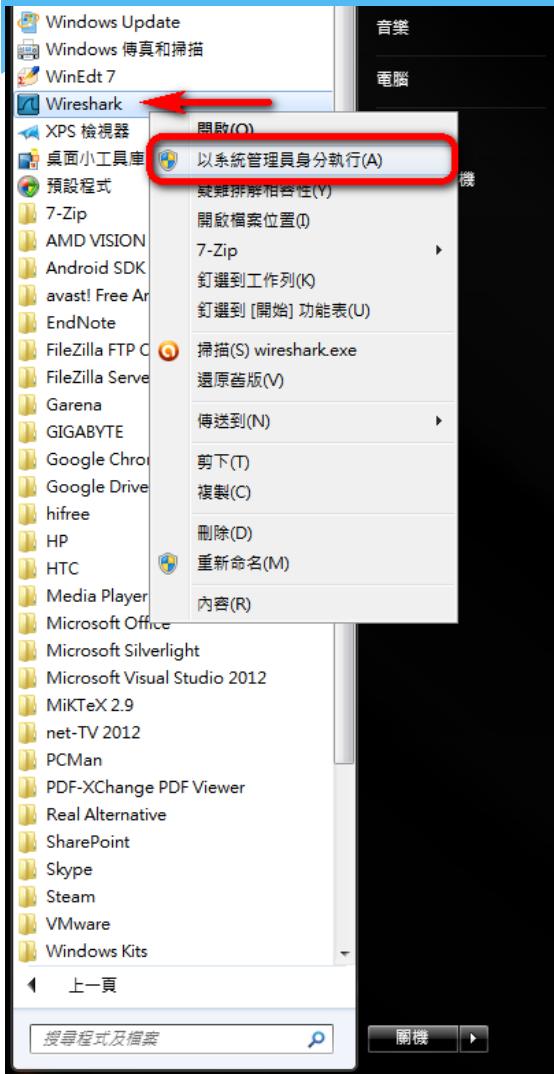 Windows Update
Windows 傳真和掃描
WinEdt 7
Wireshark
XPS 檢視器
桌面小工具庫
預設程式
7-Zip
AMD VISION
Android SDK
avast! Free Ar
EndNote
FileZilla FTP C
FileZilla Serve
Garena
GIGABYTE
Google Chro
Google Drive
hifree
HP
HTC
Media Player
Microsoft Office
Microsoft Silverlight
Microsoft Visual Studio 2012
MiKTeX 2.9
net-TV 2012
PCMan
PDF-XChange PDF Viewer
Real Alternative
SharePoint
Skype
Steam
VMware
Windows Kits
上一頁
搜尋程式及檔案
開啟(O)
以系統管理員身分執行(A)
疑難排解相容性(Y)
開啟檔案位置(I)
7-Zip
釘選到工作列(K)
釘選到 [開始] 功能表(U)
掃描(S) wireshark.exe
還原舊版(V)
傳送到(N)
剪下(T)
複製(C)
刪除(D)
重新命名(M)
內容(R)
音樂
電腦
機
關機